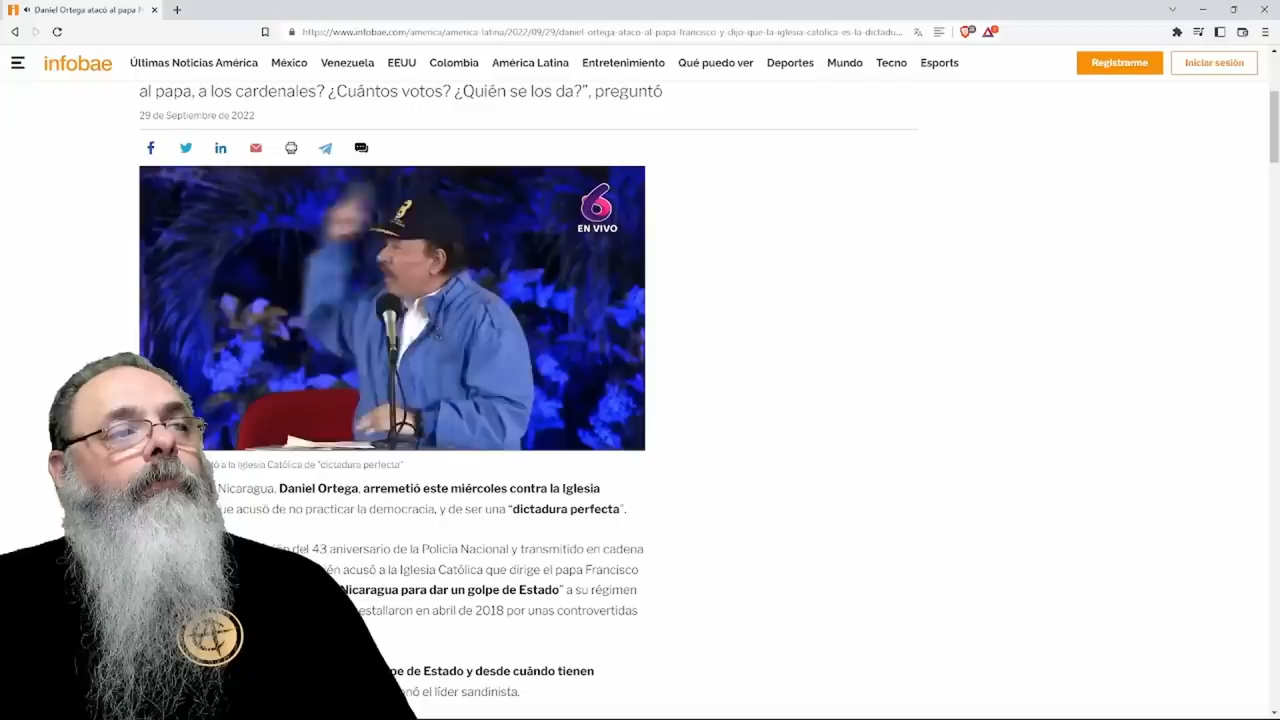 Daniel Ortega atacó al papa F
https://www.infobae.com/america/america-latina/2022/09/29/daniel-ortega-ataco-al-papa-francisco-y-dijo-que-la-iglesia-catolica-es-la-dictadu...
infobae
Últimas Noticias América México Venezuela EEUU Colombia América Latina Entretenimiento Qué puedo ver Deportes Mundo Tecno Esports
Registrarme Iniciar sesión
al papa, a los cardenales? ¿Cuántos votos? ¿Quién se los da?”, preguntó
29 de Septiembre de 2022
6
EN VIVO
a la Iglesia Católica de "dictadura perfecta"
Nicaragua, Daniel Ortega, arremetió este miércoles contra la Iglesia
ue acusó de no practicar la democracia, y de ser una “dictadura perfecta”.
del 43 aniversario de la Policía Nacional y transmitido en cadena
én acusó a la Iglesia Católica que dirige el papa Francisco
Nicaragua para dar un golpe de Estado” a su régimen
estallaron en abril de 2018 por unas controvertidas
pe de Estado y desde cuándo tienen
nó el líder sandinista.